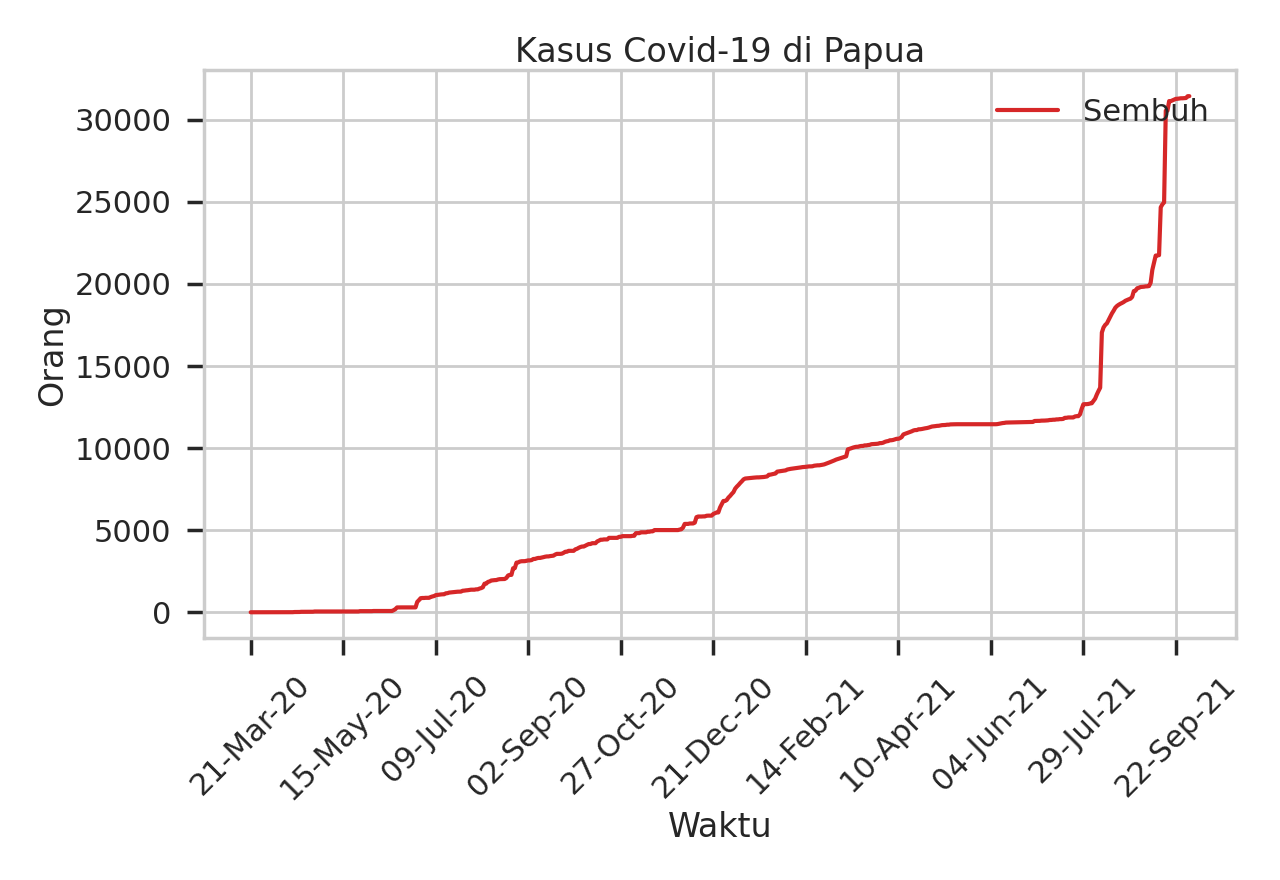 Kasus Covid-19 di Papua
Sembuh
30000
25000
20000
15000
10000
5000
0
Orang
21-Mar-20
15-May-20
09-Jul-20
02-Sep-20
27-Oct-20
21-Dec-20
14-Feb-21
10-Apr-21
04-Jun-21
29-Jul-21
22-Sep-21
Waktu